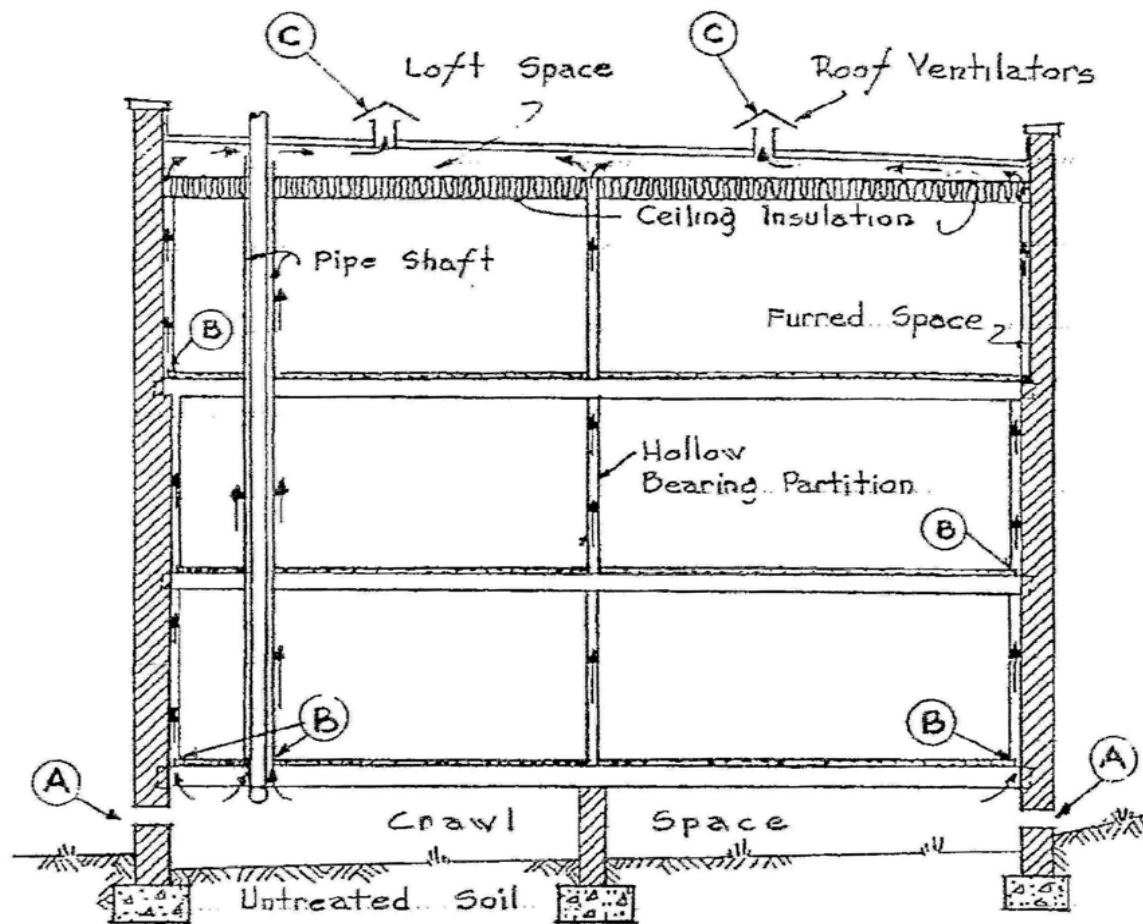 C
C
Loft Space
Roof Ventilators
Ceiling Insulation
Pipe Shaft
B
Furred Space
Hollow
Bearing Partition
B
B
B
A
A
Crawl Space
Untreated Soil